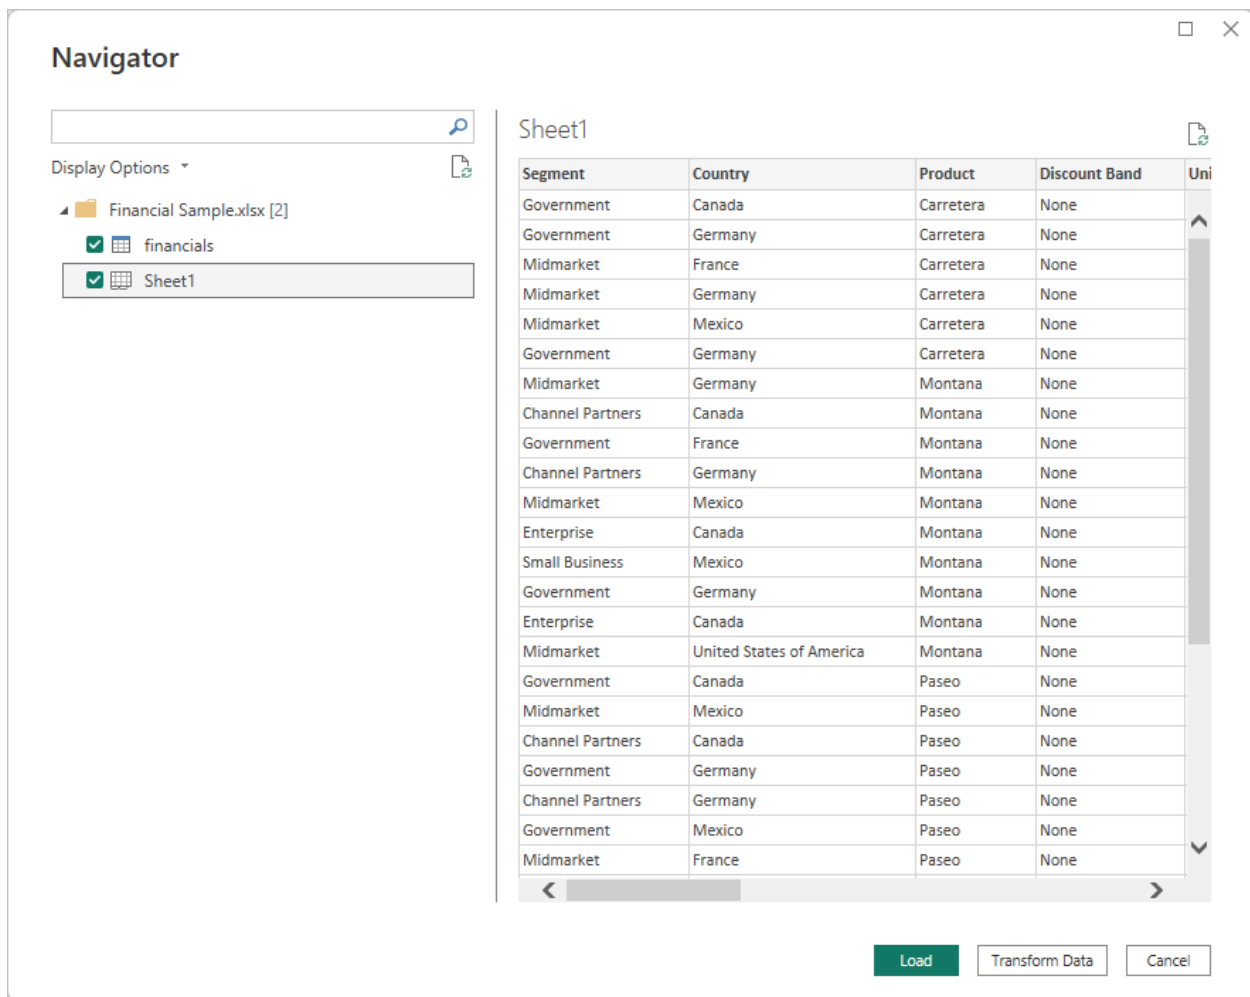 Navigator
Display Options
Financial Sample.xlsx [2]
financials
Sheet1
Sheet1
Segment Country Product Discount Band Uni
Government Canada Carretera None
Government Germany Carretera None
Midmarket France Carretera None
Midmarket Germany Carretera None
Midmarket Mexico Carretera None
Government Germany Carretera None
Midmarket Germany Montana None
Channel Partners Canada Montana None
Government France Montana None
Channel Partners Germany Montana None
Midmarket Mexico Montana None
Enterprise Canada Montana None
Small Business Mexico Montana None
Government Germany Montana None
Enterprise Canada Montana None
Midmarket United States of America Montana None
Government Canada Paseo None
Midmarket Mexico Paseo None
Channel Partners Canada Paseo None
Government Germany Paseo None
Channel Partners Germany Paseo None
Government Mexico Paseo None
Midmarket France Paseo None
Load Transform Data Cancel